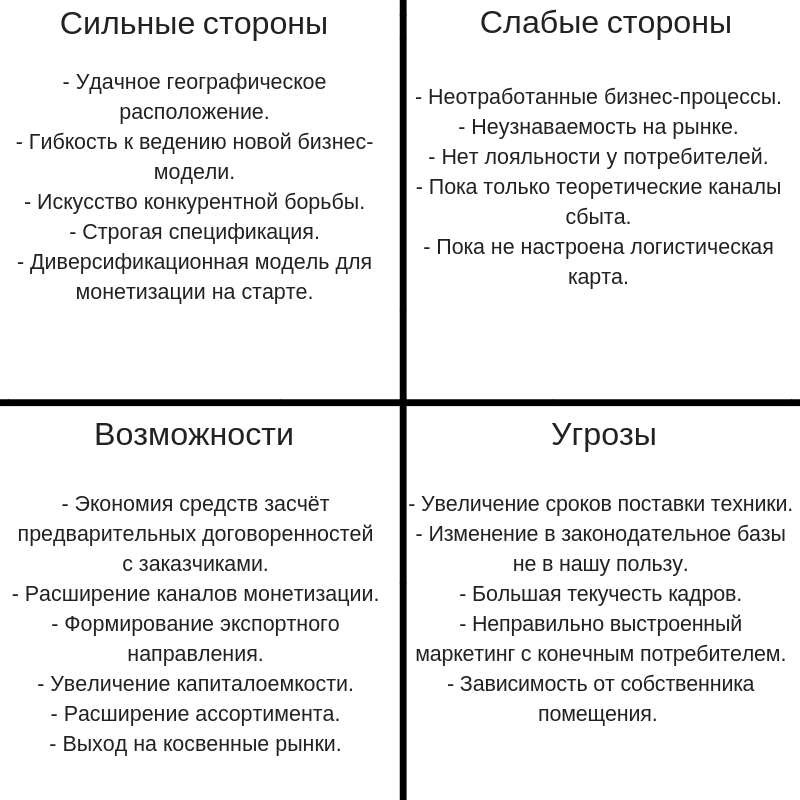 Сильные стороны
- Удачное географическое
расположение.
- Гибкость к ведению новой бизнес-
модели.
- Искусство конкурентной борьбы.
- Строгая спецификация.
- Диверсификационная модель для
монетизации на старте.
Слабые стороны
- Неотработанные бизнес-процессы.
- Неузнаваемость на рынке.
- Нет лояльности у потребителей.
- Пока только теоретические каналы
сбыта.
- Пока не настроена логистическая
карта.
Возможности
- Экономия средств засчёт
предварительных договоренностей
с заказчиками.
- Расширение каналов монетизации.
- Формирование экспортного
направления.
- Увеличение капиталоемкости.
- Расширение ассортимента.
- Выход на косвенные рынки.
Угрозы
- Увеличение сроков поставки техники.
- Изменение в законодательное базы
не в нашу пользу.
- Большая текучесть кадров.
- Неправильно выстроенный
маркетинг с конечным потребителем.
- Зависимость от собственника
помещения.